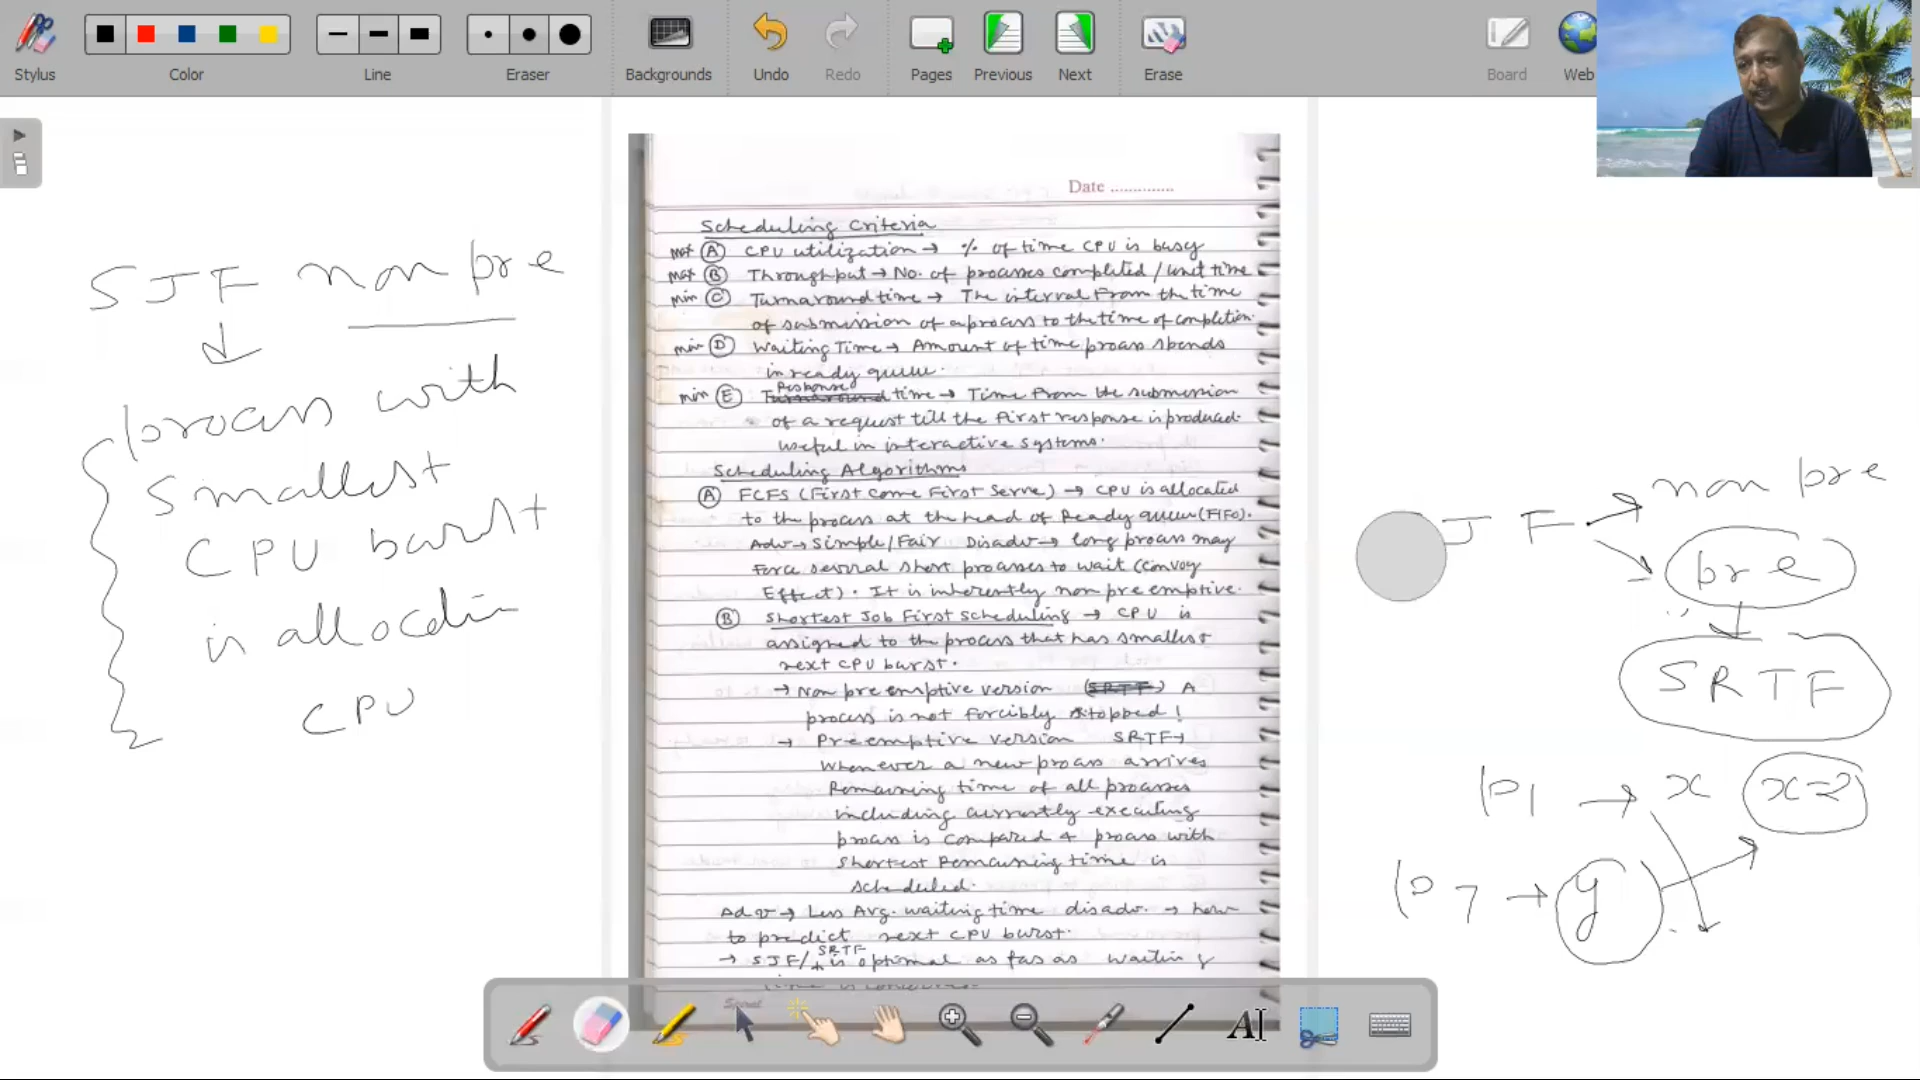 Stylus
Color
Line
Eraser
Backgrounds
Undo
Redo
Pages
Previous
Next
Erase
Board
Web
SJF non pre
process with
smallest
CPU burst
is
CPU
Date ..............
Scheduling Criteria
max (A) CPU utilization → % of time CPU is busy
max (B) Throughput → No. of processes completed / unit time
min (C) Turnaround time → The interval from the time
of submission of a process to the time of completion.
min (D) Waiting Time → Amount of time process spends
in ready queue.
Response
min (E) Turnaround time → Time from the submission
of a request till the first response is produced.
useful in interactive systems.
Scheduling Algorithms
(A) FCFS (First Come First Serve) → CPU is allocated
to the process at the head of Ready queue (FIFO).
Adv → Simple/Fair Disadv → long process may
force several short processes to wait (Convoy
Effect). It is inherently non pre emptive.
(B) Shortest Job First Scheduling → CPU is
assigned to the process that has smallest
next CPU burst.
→ Non pre emptive version (SRTF) A
process is not forcibly stopped!
→ Preemptive version SRTF →
whenever a new process arrives
Remaining time of all processes
including currently executing
process is compared & process with
shortest Remaining time is
scheduled.
Adv → Less Avg. waiting time disadv. → how
to predict next CPU burst.
SRTF
→ SJF/ is optimal as far as waiting
JF
non pre
pre
SRTF
P1 → x x=2
P7 → y